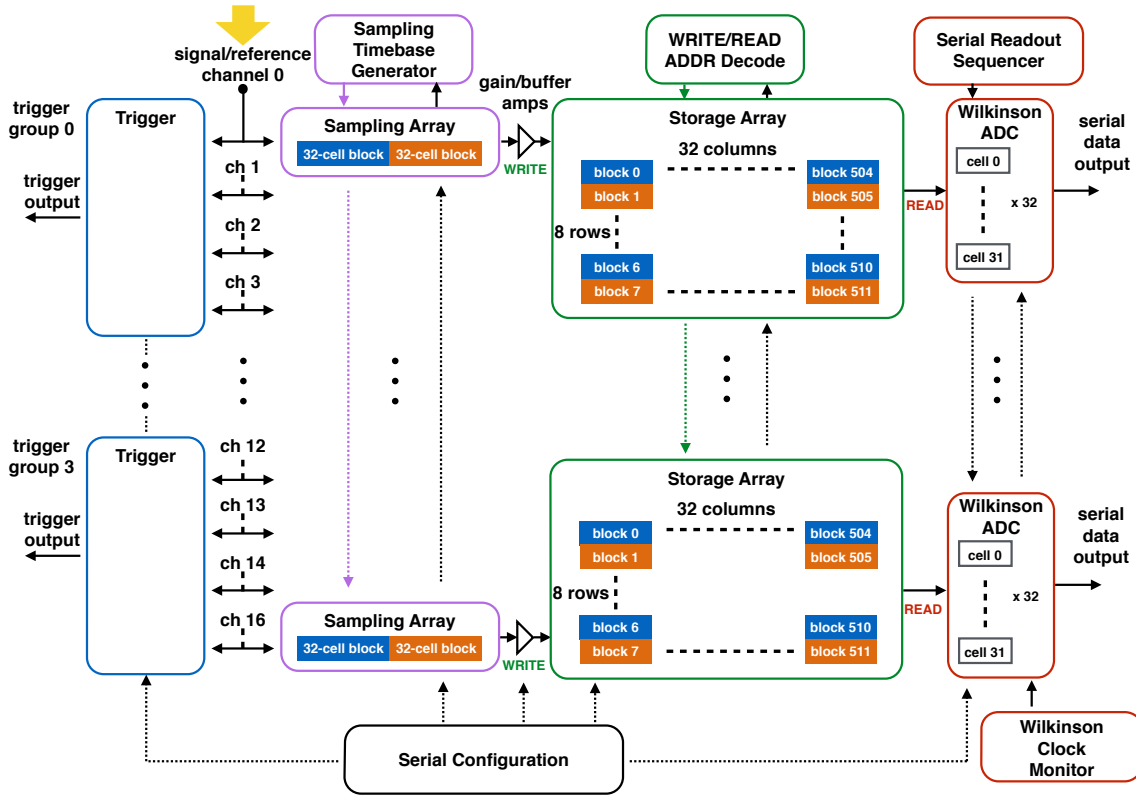 signal/reference
channel 0
Sampling
Timebase
Generator
WRITE/READ
ADDR Decode
Serial Readout
Sequencer
trigger
group 0
Trigger
gain/buffer
amps
Sampling Array
32-cell block 32-cell block
WRITE
Storage Array
32 columns
block 0
block 504
block 1
block 505
8 rows
block 6
block 510
block 7
block 511
READ
Wilkinson
ADC
cell 0
x 32
cell 31
serial
data
output
trigger
output
ch 1
ch 2
ch 3
trigger
group 3
Trigger
trigger
output
ch 12
ch 13
ch 14
ch 16
Sampling Array
32-cell block 32-cell block
WRITE
Storage Array
32 columns
block 0
block 504
block 1
block 505
8 rows
block 6
block 510
block 7
block 511
READ
Wilkinson
ADC
cell 0
x 32
cell 31
serial
data
output
Serial Configuration
Wilkinson
Clock
Monitor